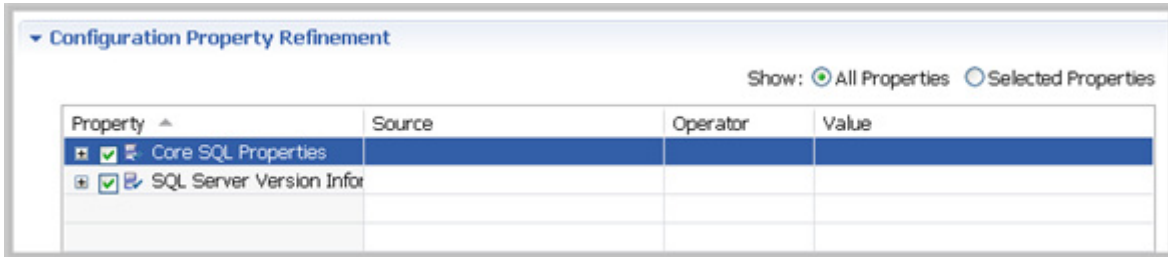 Configuration Property Refinement
Show: All Properties Selected Properties
Property Source Operator Value
Core SQL Properties
SQL Server Version Infor